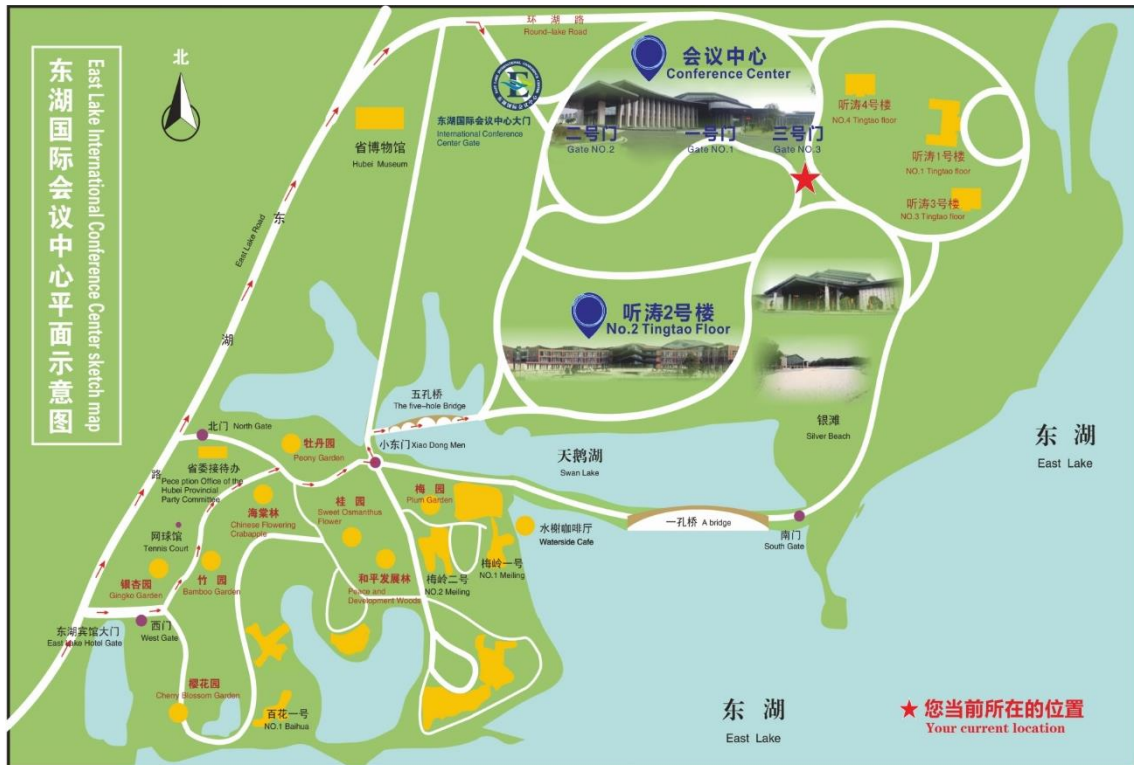 东湖国际会议中心平面示意图
East Lake International Conference Center sketch map
北
环 湖 路
Round-lake Road
会议中心
Conference Center
东湖国际会议中心大门
International Conference
Center Gate
二号门
Gate NO.2
一号门
Gate NO.1
三号门
Gate NO.3
听涛4号楼
NO.4 Tingtao floor
听涛1号楼
NO.1 Tingtao floor
听涛3号楼
NO.3 Tingtao floor
省博物馆
Hubei Museum
东 湖 路
East Lake Road
听涛2号楼
No.2 Tingtao Floor
五孔桥
The five-hole Bridge
银滩
Silver Beach
东 湖
East Lake
北门 North Gate
牡丹园
Peony Garden
小东门 Xiao Dong Men
天鹅湖
Swan Lake
省委接待办
Pece ption Office of the
Hubei Provincial
Party Committee
海棠林
Chinese Flowering
Crabapple
桂 园
Sweet Osmanthus
Flower
梅 园
Plum Garden
水榭咖啡厅
Waterside Cafe
一孔桥 A bridge
南门
South Gate
网球馆
Tennis Court
银杏园
Gingko Garden
竹 园
Bamboo Garden
和平发展林
Peace and
Development Woods
梅岭二号
NO.2 Meiling
梅岭一号
NO.1 Meiling
东湖宾馆大门
East Lake Hotel Gate
西门
West Gate
樱花园
Cherry Blossom Garden
百花一号
NO.1 Baihua
东 湖
East Lake
★ 您当前所在的位置
Your current location